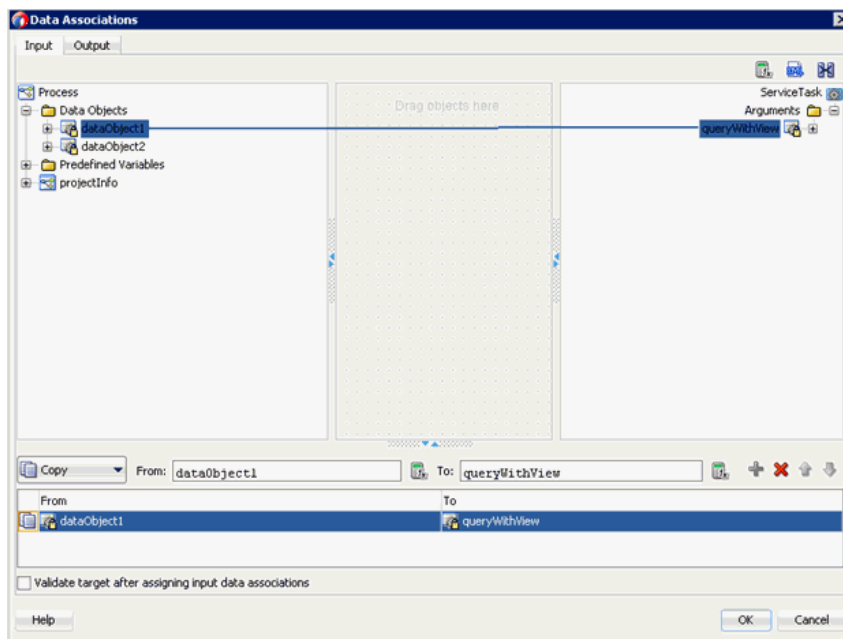 Data Associations
Input Output
Process
Data Objects
dataObject1
dataObject2
Predefined Variables
projectInfo
Drag objects here
ServiceTask
Arguments
queryWithView
Copy From: dataObject1 To: queryWithView
From To
dataObject1 queryWithView
Validate target after assigning input data associations
Help OK Cancel